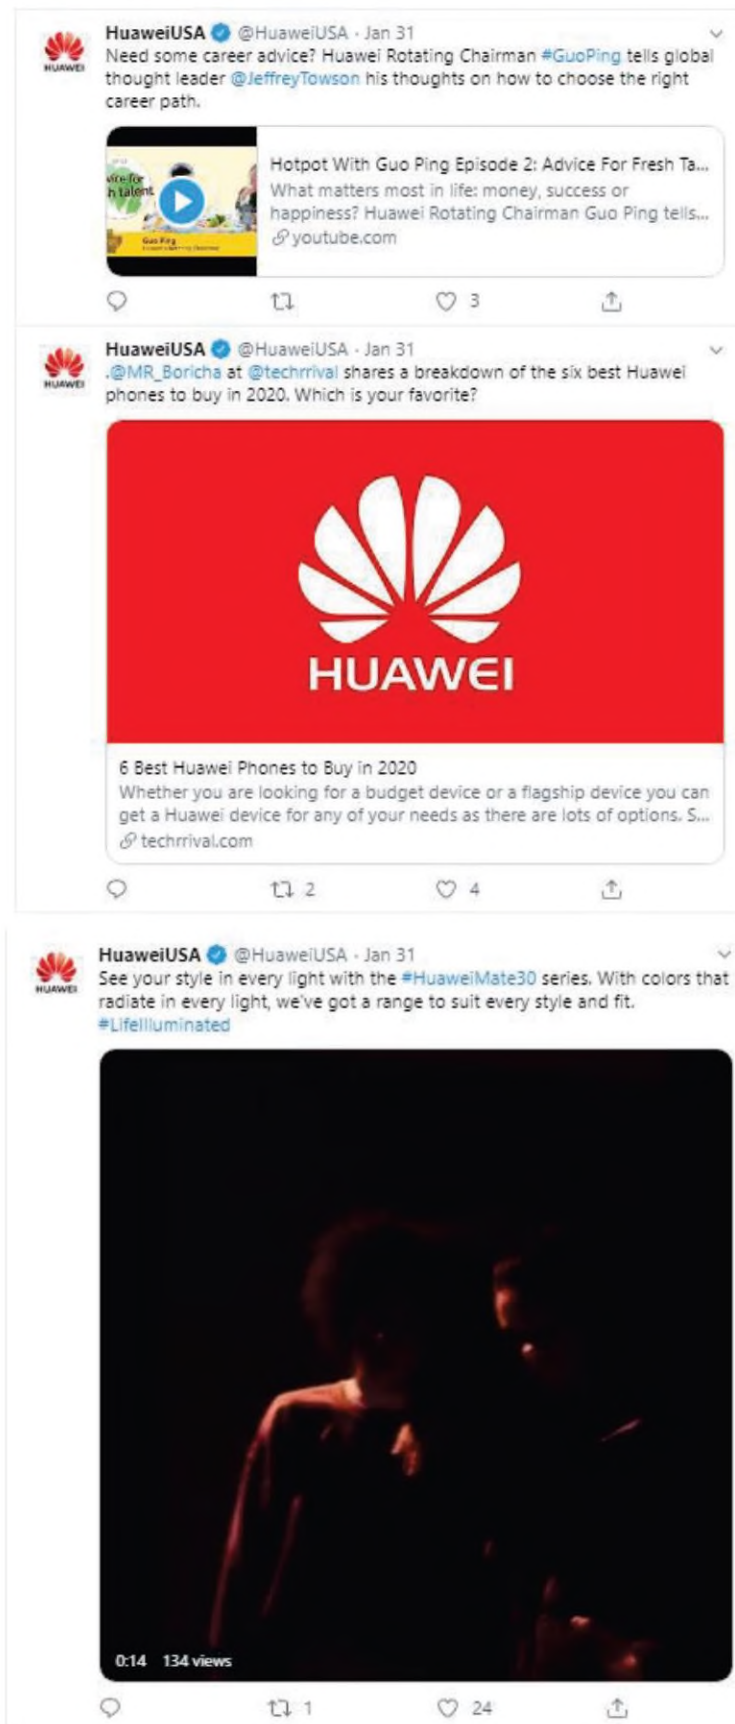 HuaweiUSA @HuaweiUSA · Jan 31
Need some career advice? Huawei Rotating Chairman #GuoPing tells global
thought leader @JeffreyTowson his thoughts on how to choose the right
career path.
HUAWEI
h talent
Guo Ping
Hotpot With Guo Ping Episode 2: Advice For Fresh Ta...
What matters most in life: money, success or
happiness? Huawei Rotating Chairman Guo Ping tells...
youtube.com
3
HuaweiUSA @HuaweiUSA · Jan 31
.@MR_Boricha at @techrrival shares a breakdown of the six best Huawei
phones to buy in 2020. Which is your favorite?
HUAWEI
HUAWEI
6 Best Huawei Phones to Buy in 2020
Whether you are looking for a budget device or a flagship device you can
get a Huawei device for any of your needs as there are lots of options. S...
techrrival.com
2 4
HuaweiUSA @HuaweiUSA · Jan 31
See your style in every light with the #HuaweiMate30 series. With colors that
radiate in every light, we've got a range to suit every style and fit.
#LifeIlluminated
HUAWEI
0:14 134 views
1 24